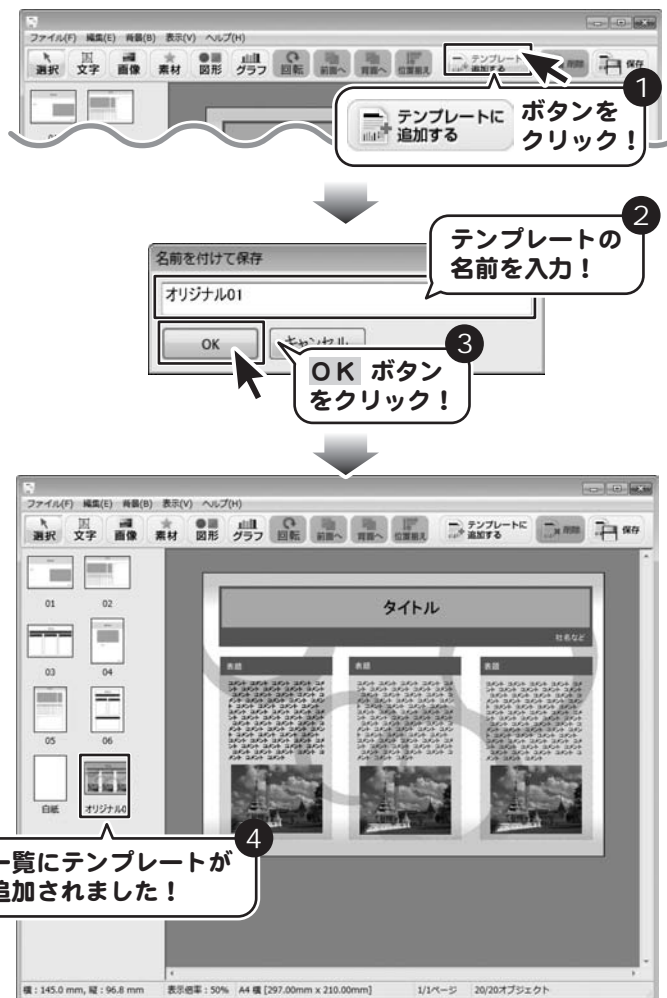 ファイル(F) 編集(E) 背景(B) 表示(V) ヘルプ(H)
選択 文字 画像 素材 図形 グラフ 回転 前面へ 背面へ 位置揃え テンプレート 追加する 削除 保存
1
テンプレートに
追加する
ボタンを
クリック!
2
テンプレートの
名前を入力!
名前を付けて保存
オリジナル01
OK
キャンセル
3
OK ボタン
をクリック!
ファイル(F) 編集(E) 背景(B) 表示(V) ヘルプ(H)
選択 文字 画像 素材 図形 グラフ 回転 前面へ 背面へ 位置揃え テンプレートに 追加する 削除 保存
01 02
03 04
05 06
白紙 オリジナル0
タイトル
社名など
表題 表題 表題
4
一覧にテンプレートが
追加されました!
横:145.0 mm, 縦:96.8 mm 表示倍率:50% A4 横 [297.00mm x 210.00mm] 1/1ページ 20/20オブジェクト